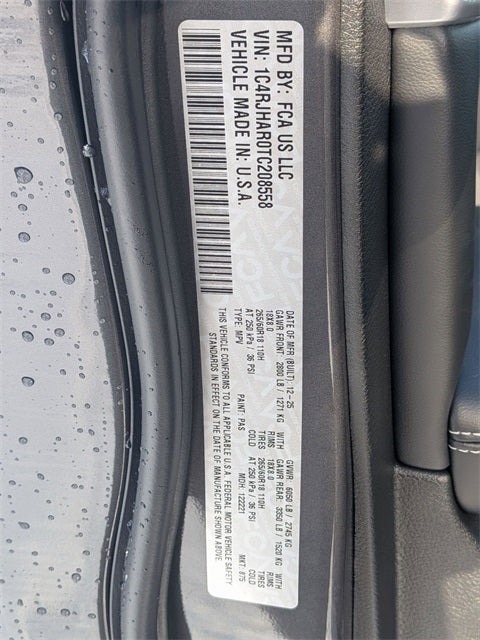 MFD BY: FCA US LLC
VIN: 1C4RJHAR0TC208558
VEHICLE MADE IN: U.S.A.
DATE OF MFR (BUILT): 12-25 GVWR: 6050 LB / 2745 KG
GAWR FRONT: 2800 LB / 1271 KG WITH GAWR REAR: 3350 LB / 1520 KG WITH
18X8.0 RIMS 18X8.0 RIMS
265/60R18 110H TIRES 265/60R18 110H TIRES
AT 250 kPa / 36 PSI COLD AT 250 kPa / 36 PSI COLD
TYPE: MPV PAINT: PAS MDH: 122221 MKT: 875
THIS VEHICLE CONFORMS TO ALL APPLICABLE U.S.A. FEDERAL MOTOR VEHICLE SAFETY
STANDARDS IN EFFECT ON THE DATE OF MANUFACTURE SHOWN ABOVE